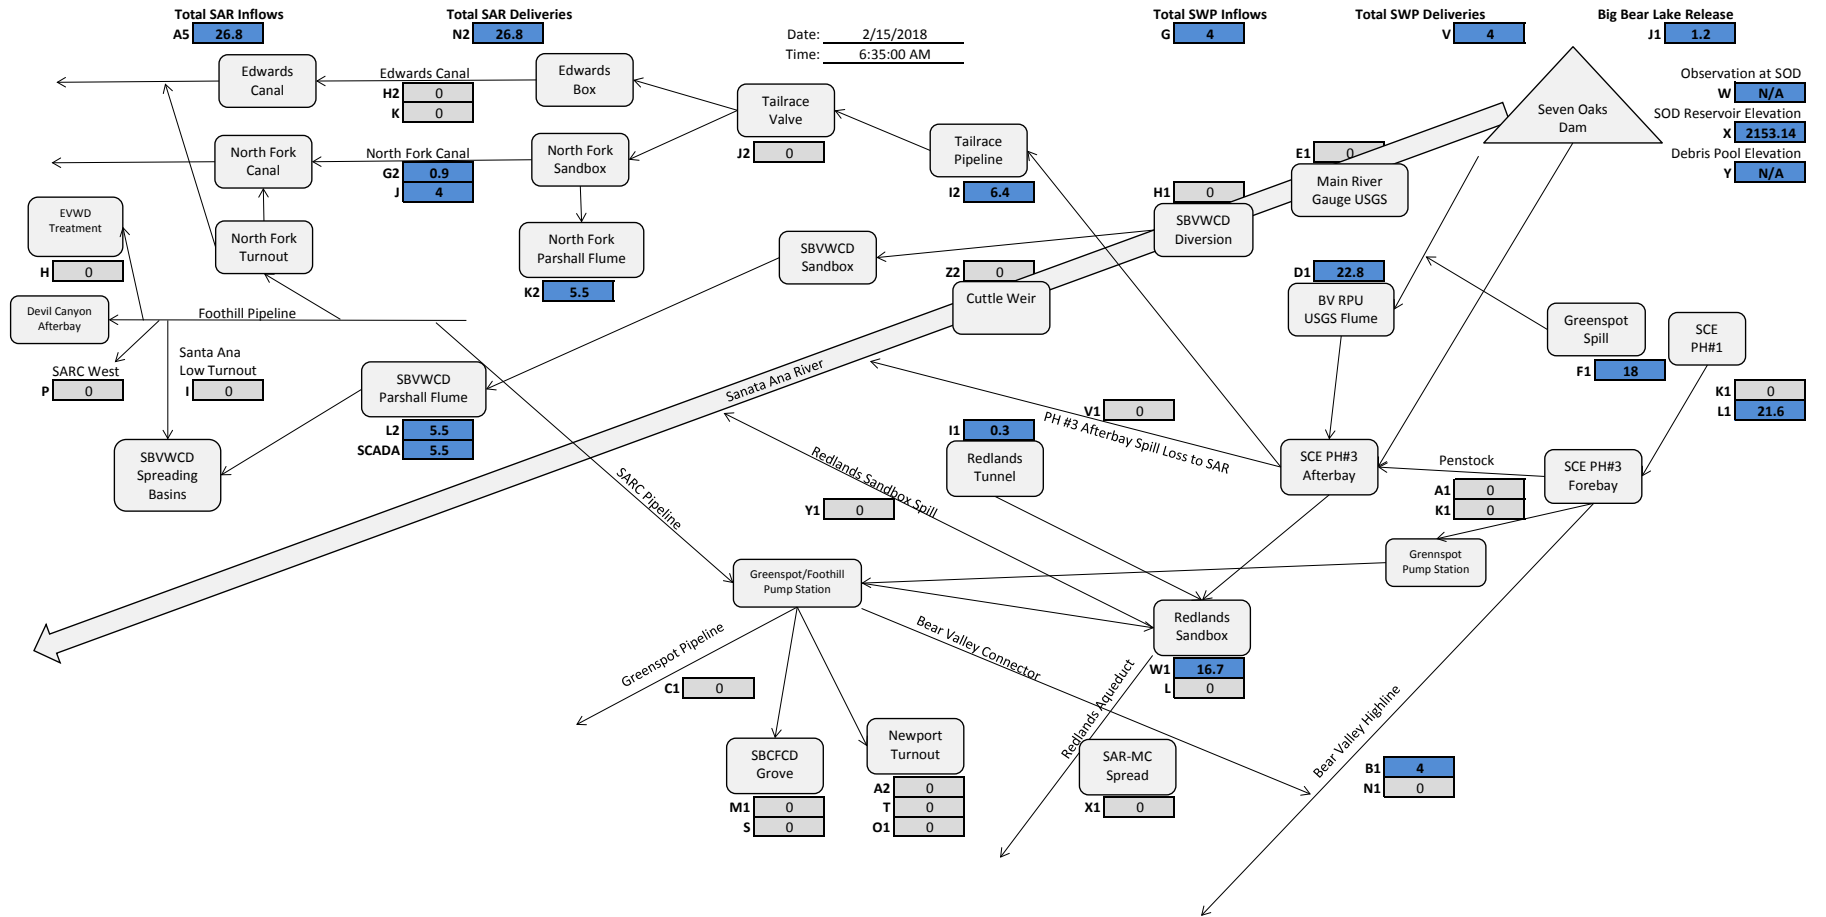 Total SAR Inflows
A5 26.8
Total SAR Deliveries
N2 26.8
Date: 2/15/2018
Time: 6:35:00 AM
Total SWP Inflows
G 4
Total SWP Deliveries
V 4
Big Bear Lake Release
J1 1.2
Observation at SOD
W N/A
SOD Reservoir Elevation
X 2153.14
Debris Pool Elevation
Y N/A
Edwards
Canal
Edwards Canal
H2 0
K 0
Edwards
Box
Tailrace
Valve
J2 0
Tailrace
Pipeline
I2 6.4
Seven Oaks
Dam
E1 0
Main River
Gauge USGS
H1 0
SBVWCD
Diversion
North Fork
Canal
North Fork Canal
G2 0.9
J 4
North Fork
Sandbox
North Fork
Parshall Flume
K2 5.5
EVWD
Treatment
H 0
North Fork
Turnout
SBVWCD
Sandbox
Z2 0
Cuttle Weir
D1 22.8
BV RPU
USGS Flume
Greenspot
Spill
F1 18
SCE
PH#1
K1 0
L1 21.6
Devil Canyon
Afterbay
Foothill Pipeline
SARC West
P 0
Santa Ana
Low Turnout
I 0
SBVWCD
Parshall Flume
L2 5.5
SCADA 5.5
SBVWCD
Spreading
Basins
Sanata Ana River
V1 0
PH #3 Afterbay Spill Loss to SAR
I1 0.3
Redlands
Tunnel
Redlands Sandbox Spill
Y1 0
SARC Pipeline
SCE PH#3
Afterbay
Penstock
A1 0
K1 0
SCE PH#3
Forebay
Grennspot
Pump Station
Greenspot/Foothill
Pump Station
Redlands
Sandbox
W1 16.7
L 0
Greenspot Pipeline
C1 0
Bear Valley Connector
Redlands Aqueduct
Bear Valley Highline
SBCFCD
Grove
M1 0
S 0
Newport
Turnout
A2 0
T 0
O1 0
SAR-MC
Spread
X1 0
B1 4
N1 0